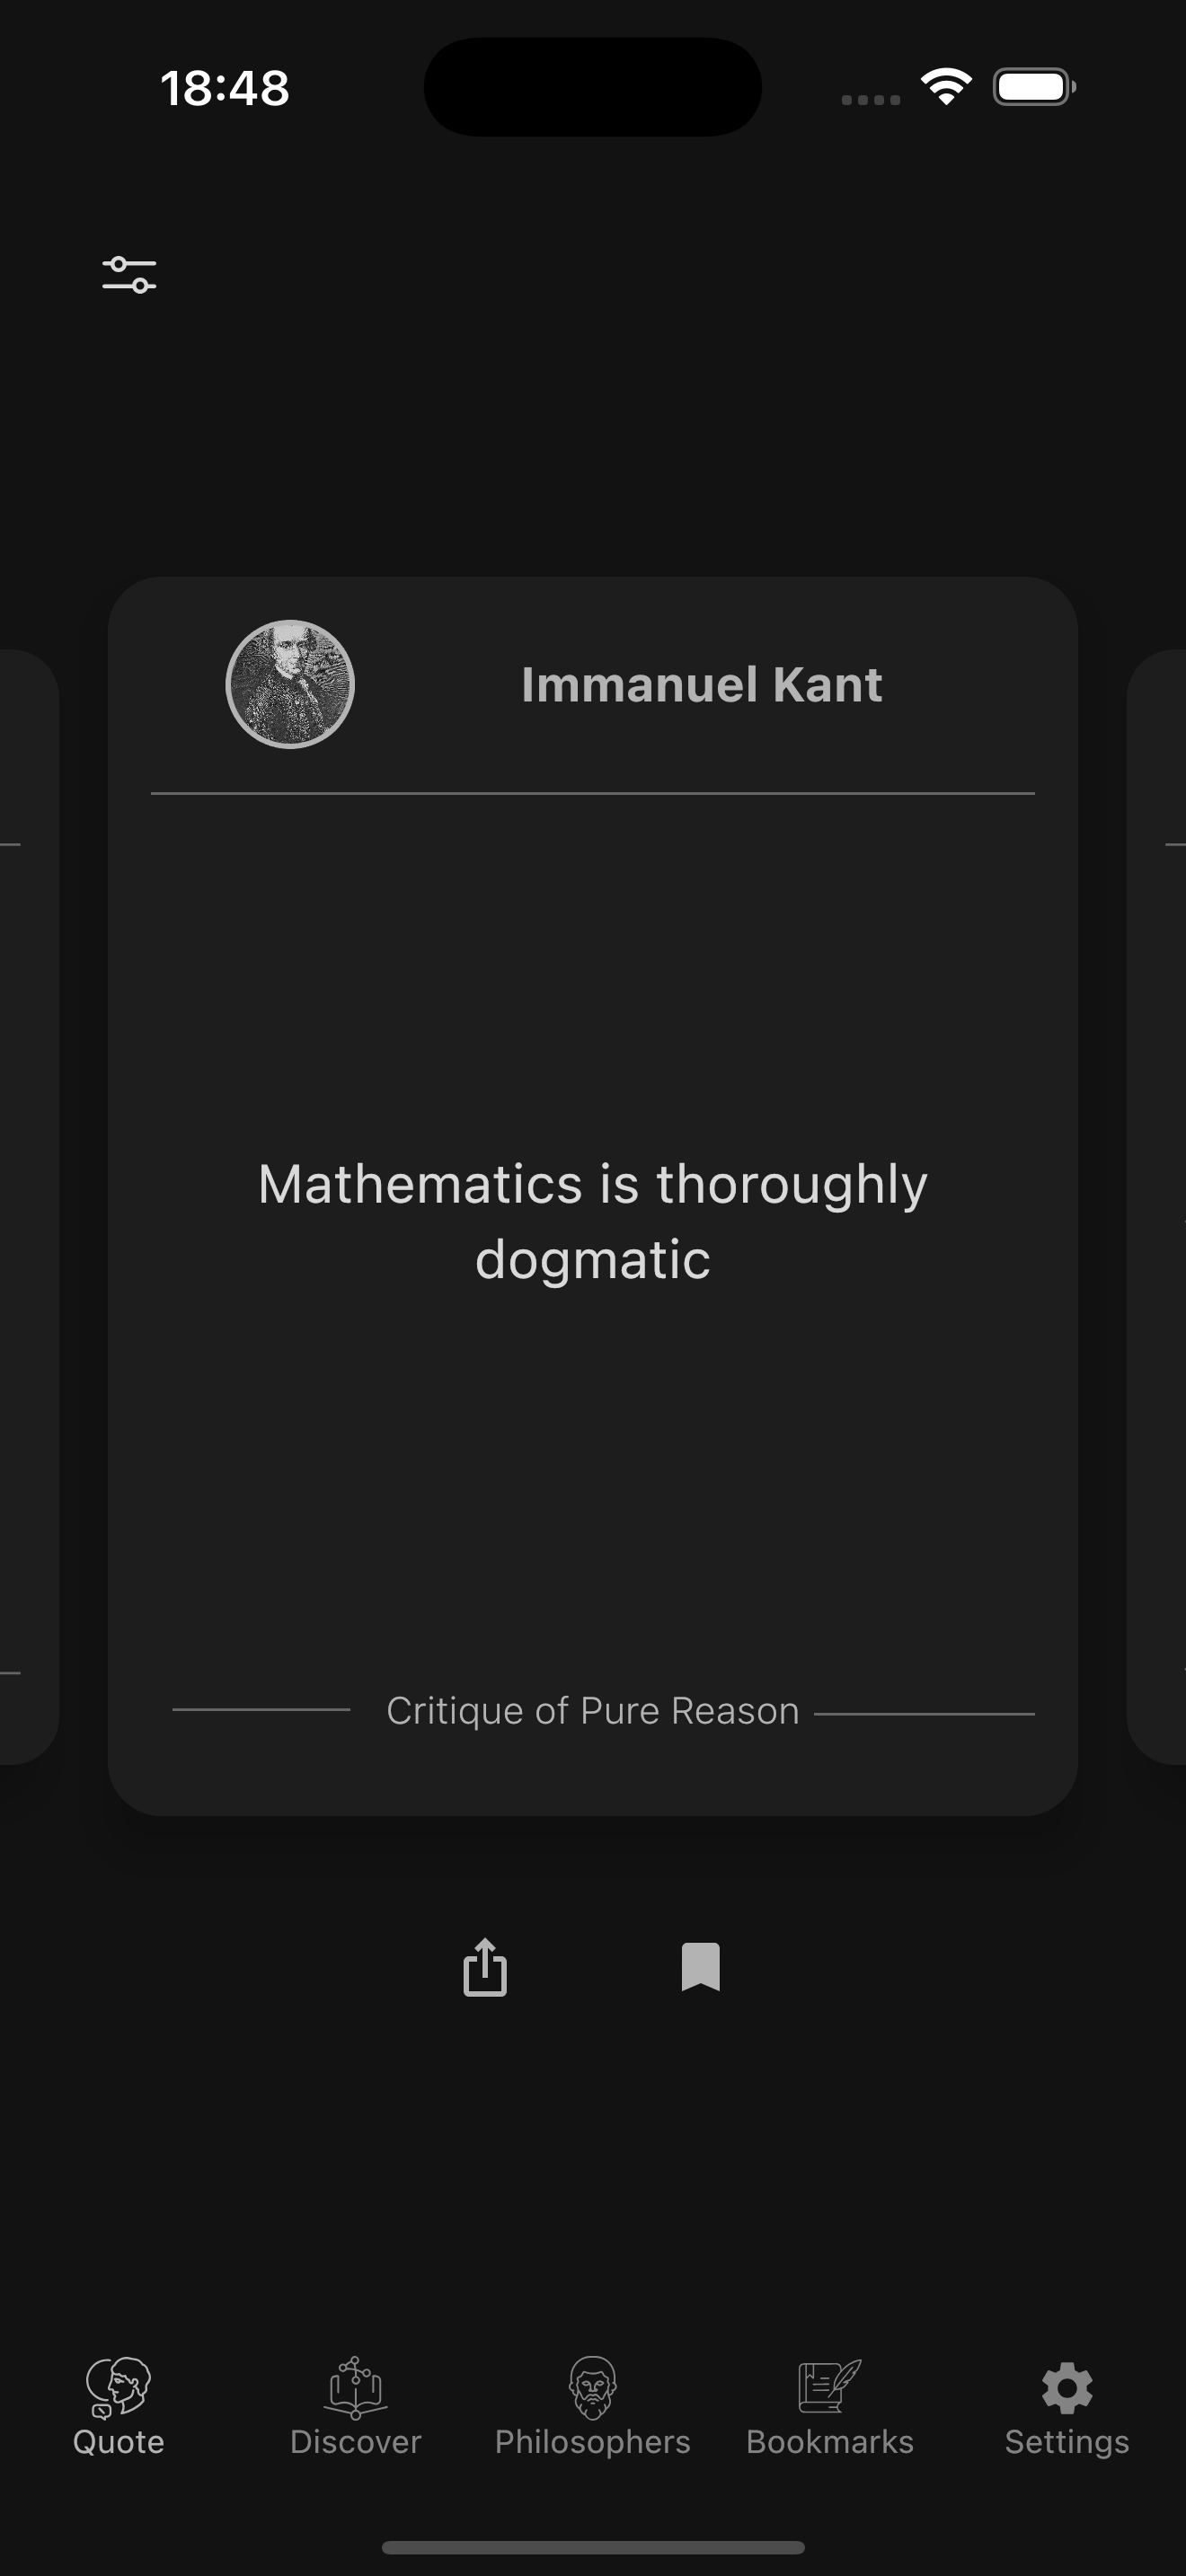 18:48
Immanuel Kant
Mathematics is thoroughly
dogmatic
Critique of Pure Reason
Quote
Discover
Philosophers
Bookmarks
Settings